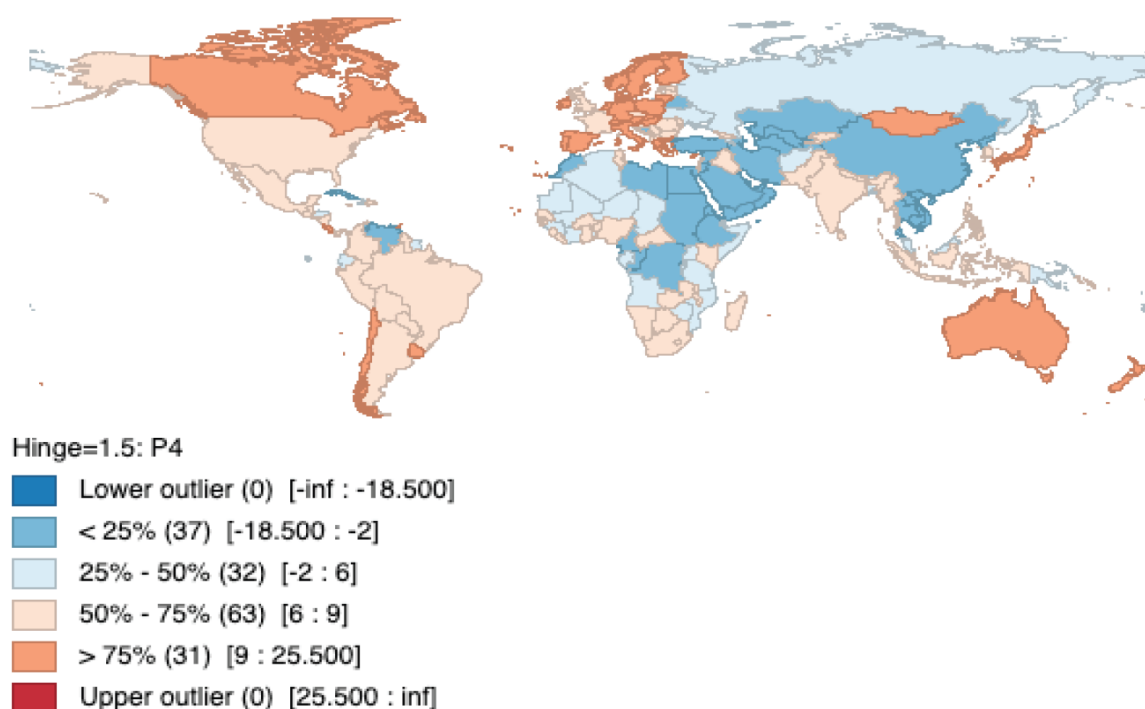 Hinge=1.5: P4
Lower outlier (0) [-inf : -18.500]
< 25% (37) [-18.500 : -2]
25% - 50% (32) [-2 : 6]
50% - 75% (63) [6 : 9]
> 75% (31) [9 : 25.500]
Upper outlier (0) [25.500 : inf]